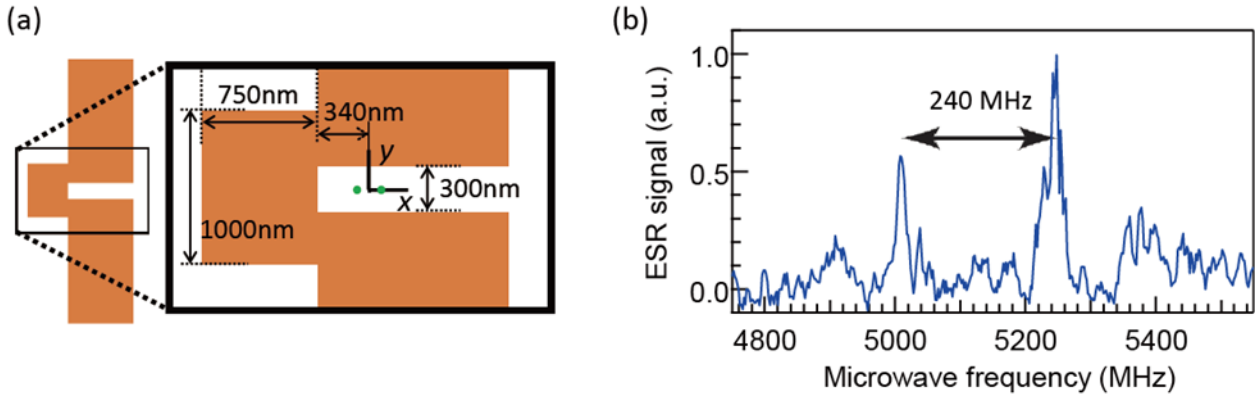 (a)
750nm
340nm
y
x
300nm
1000nm
(b)
ESR signal (a.u.)
1.0
0.5
0.0
240 MHz
4800
5000
5200
5400
Microwave frequency (MHz)